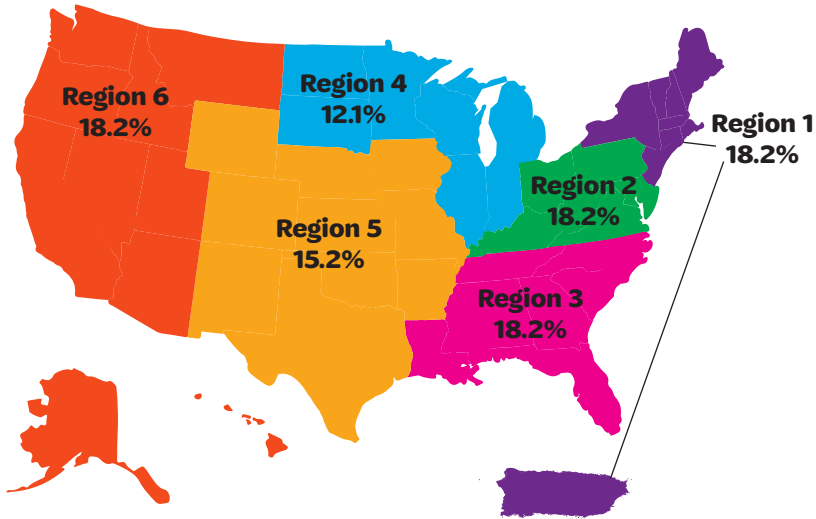 Region 6
18.2%
Region 4
12.1%
Region 1
18.2%
Region 2
18.2%
Region 5
15.2%
Region 3
18.2%